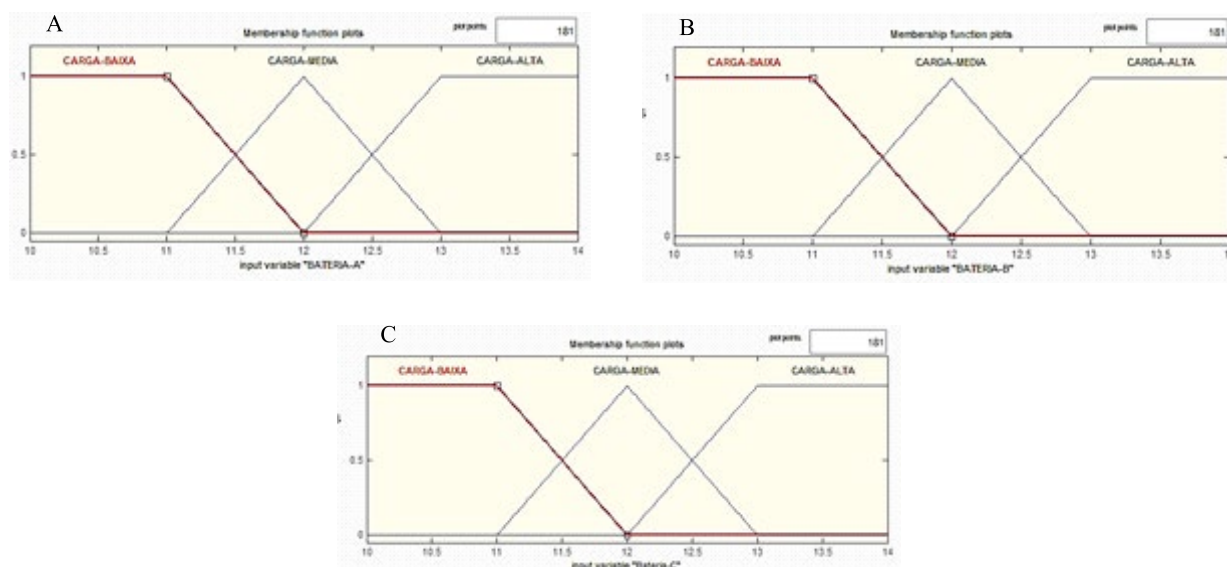 A
Membership function plots
plot points
181
CARGA-BAIXA
CARGA-MEDIA
CARGA-ALTA
1
0.5
0
10 10.5 11 11.5 12 12.5 13 13.5 14
input variable "BATERIA-A"
B
Membership function plots
plot points
181
CARGA-BAIXA
CARGA-MEDIA
CARGA-ALTA
1
0.5
0
10 10.5 11 11.5 12 12.5 13 13.5
input variable "BATERIA-B"
C
Membership function plots
plot points
181
CARGA-BAIXA
CARGA-MEDIA
CARGA-ALTA
1
0.5
0
10 10.5 11 11.5 12 12.5 13 13.5 14
input variable "Bateria-C"